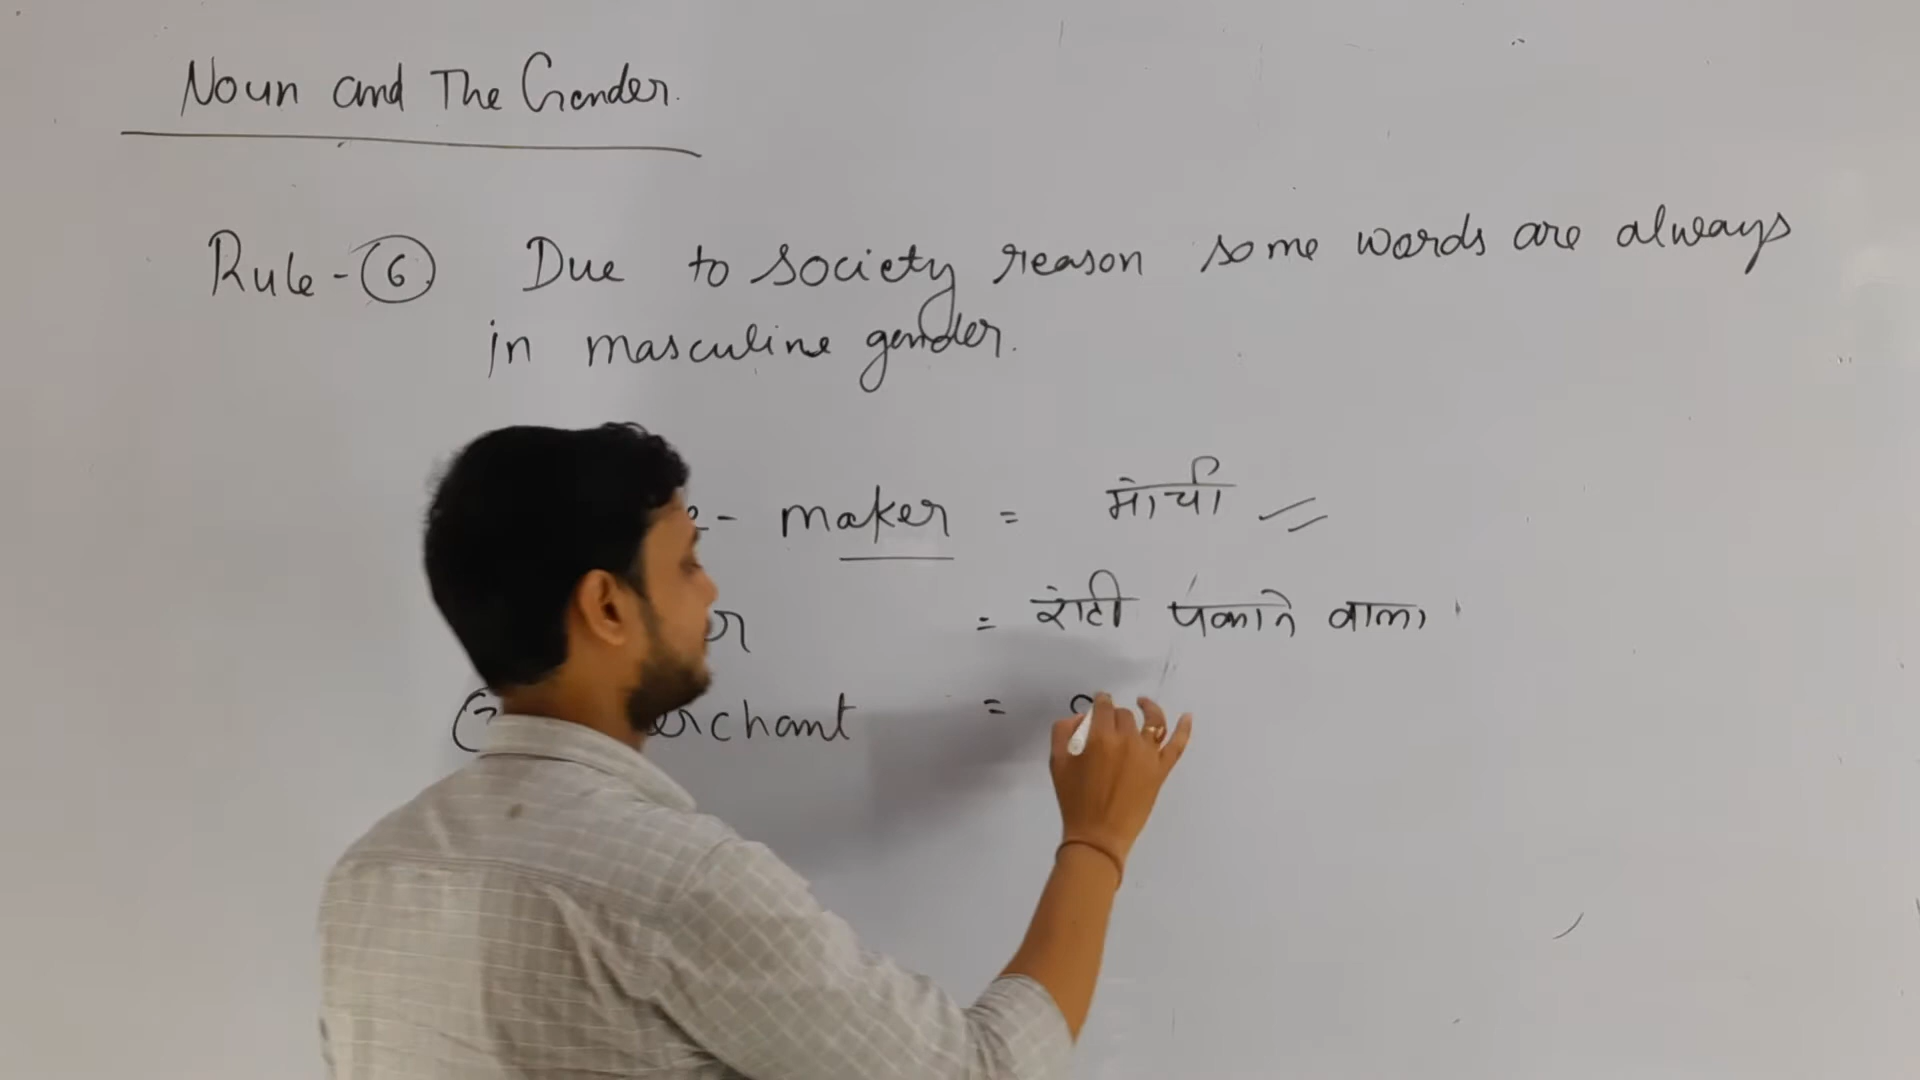 Noun and The Gender.
Rule-⑥ Due to society reason some words are always
in masculine gender.
- maker = मोची
= रोटी पकाने वाला
=